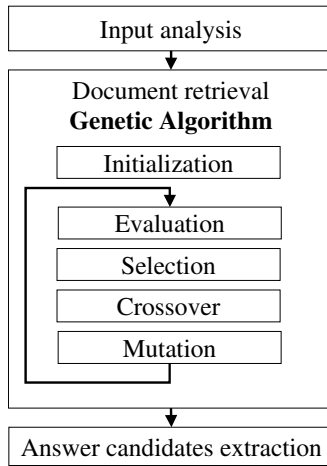 Input analysis
Document retrieval
Genetic Algorithm
Initialization
Evaluation
Selection
Crossover
Mutation
Answer candidates extraction